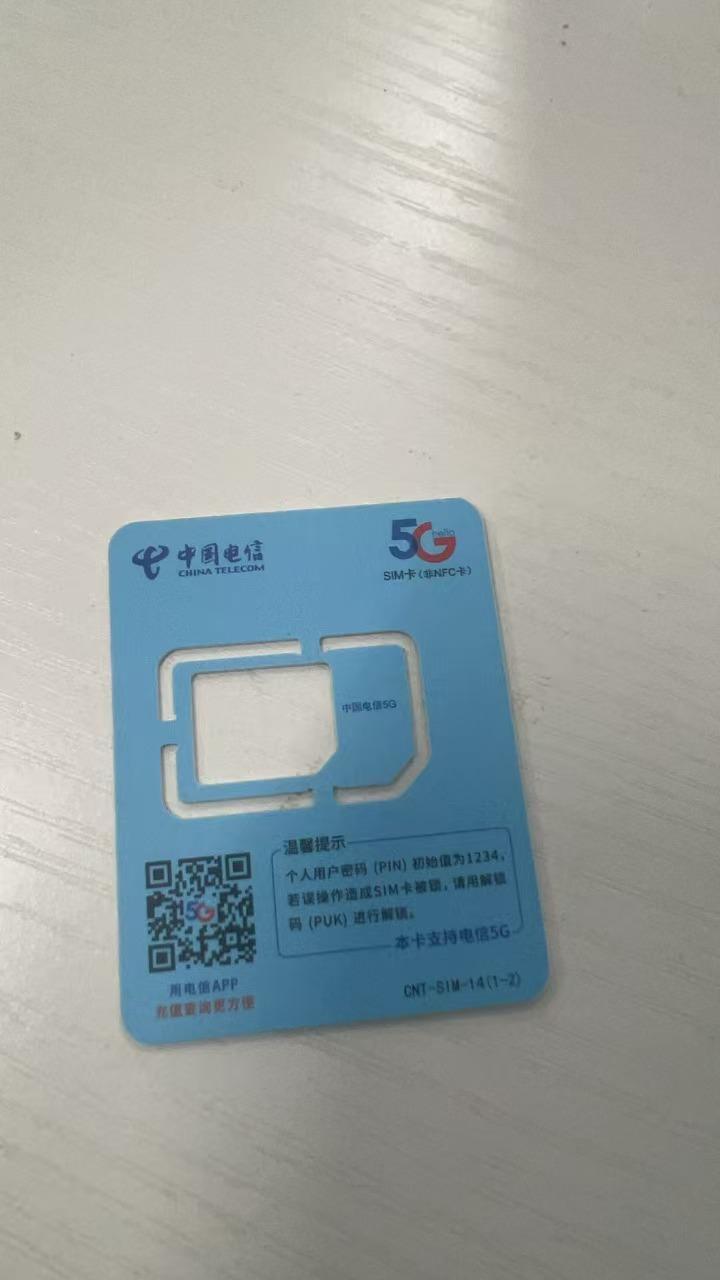 中国电信
CHINA TELECOM
5G
hello
SIM卡（非NFC卡）
中国电信5G
温馨提示
个人用户密码 (PIN) 初始值为1234，
若误操作造成SIM卡被锁，请用解锁
码 (PUK) 进行解锁。
本卡支持电信5G
5G
用电信APP
充值查询更方便
CNT-SIM-14(1-2)